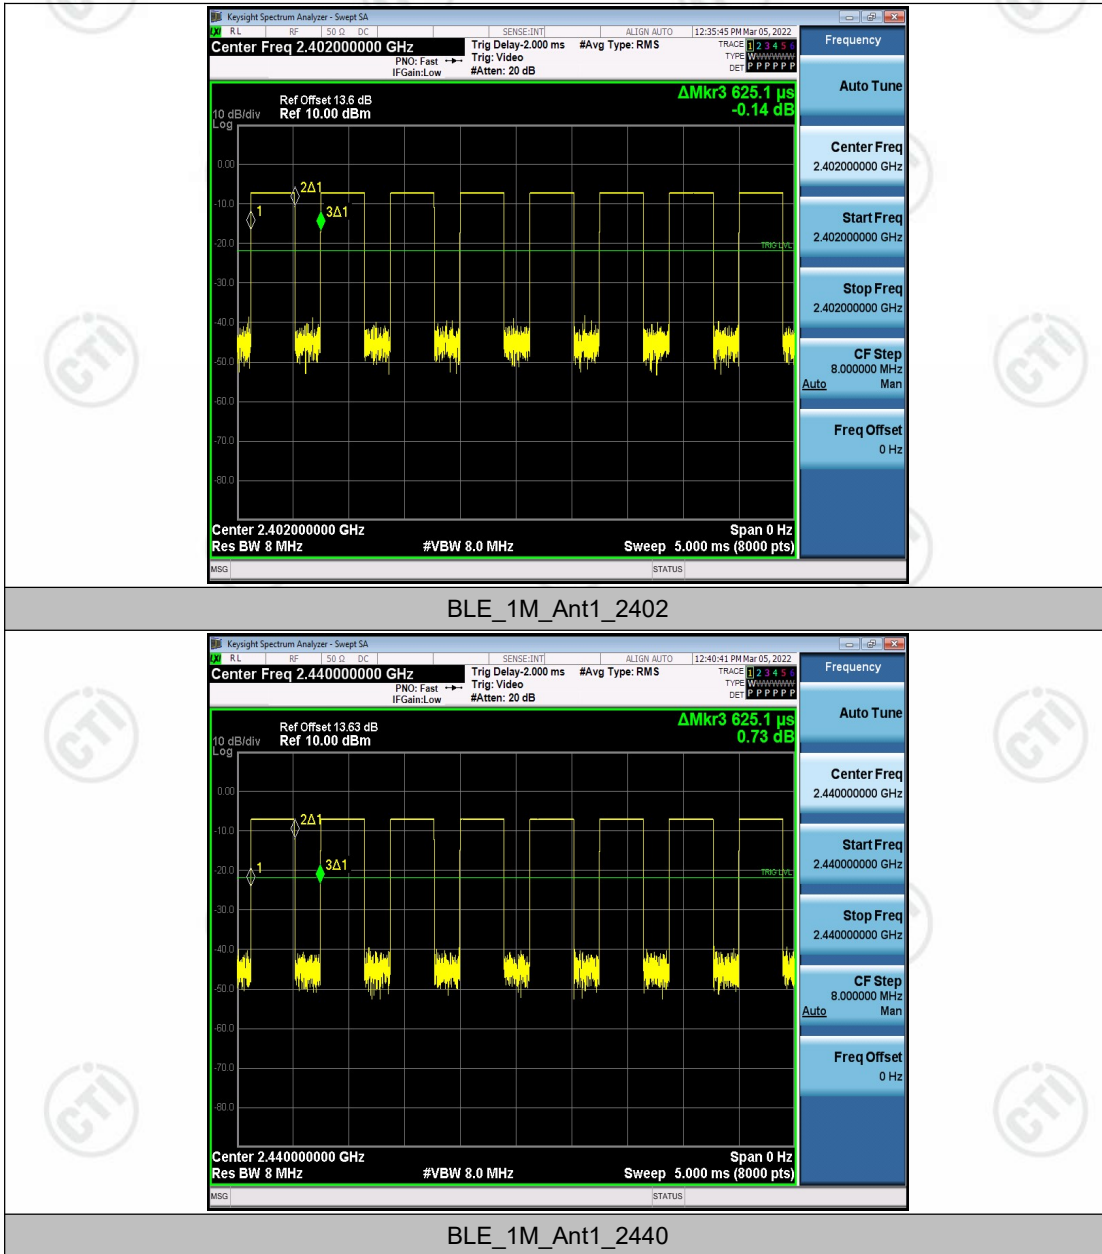 Keysight Spectrum Analyzer - Swept SA
LXI RL RF 50 Ω DC SENSE:INT ALIGN AUTO 12:35:45 PM Mar 05, 2022
Center Freq 2.402000000 GHz Trig Delay-2.000 ms #Avg Type: RMS TRACE 1 2 3 4 5 6
PNO: Fast Trig: Video TYPE WWWWWW
IFGain:Low #Atten: 20 dB DET P P P P P P
Frequency
ΔMkr3 625.1 µs
-0.14 dB
Ref Offset 13.6 dB
10 dB/div Ref 10.00 dBm
Log
0.00
-10.0
-20.0
-30.0
-40.0
-50.0
-60.0
-70.0
-80.0
1
2Δ1
3Δ1
TRIG LVL
Center 2.402000000 GHz Span 0 Hz
Res BW 8 MHz #VBW 8.0 MHz Sweep 5.000 ms (8000 pts)
MSG STATUS
Auto Tune
Center Freq
2.402000000 GHz
Start Freq
2.402000000 GHz
Stop Freq
2.402000000 GHz
CF Step
8.000000 MHz
Auto Man
Freq Offset
0 Hz
BLE_1M_Ant1_2402
Keysight Spectrum Analyzer - Swept SA
LXI RL RF 50 Ω DC SENSE:INT ALIGN AUTO 12:40:41 PM Mar 05, 2022
Center Freq 2.440000000 GHz Trig Delay-2.000 ms #Avg Type: RMS TRACE 1 2 3 4 5 6
PNO: Fast Trig: Video TYPE WWWWWW
IFGain:Low #Atten: 20 dB DET P P P P P P
Frequency
ΔMkr3 625.1 µs
0.73 dB
Ref Offset 13.63 dB
10 dB/div Ref 10.00 dBm
Log
0.00
-10.0
-20.0
-30.0
-40.0
-50.0
-60.0
-70.0
-80.0
1
2Δ1
3Δ1
TRIG LVL
Center 2.440000000 GHz Span 0 Hz
Res BW 8 MHz #VBW 8.0 MHz Sweep 5.000 ms (8000 pts)
MSG STATUS
Auto Tune
Center Freq
2.440000000 GHz
Start Freq
2.440000000 GHz
Stop Freq
2.440000000 GHz
CF Step
8.000000 MHz
Auto Man
Freq Offset
0 Hz
BLE_1M_Ant1_2440
CTI
CTI
CTI
CTI
CTI
CTI